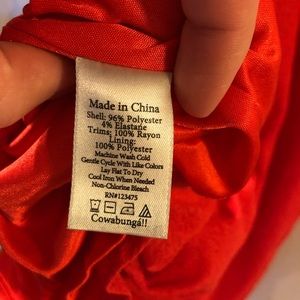 Made in China
Shell: 96% Polyester
4% Elastane
Trims: 100% Rayon
Lining:
100% Polyester
Machine Wash Cold
Gentle Cycle With Like Colors
Lay Flat To Dry
Cool Iron When Needed
Non-Chlorine Bleach
RN#123475
Cowabungá!!